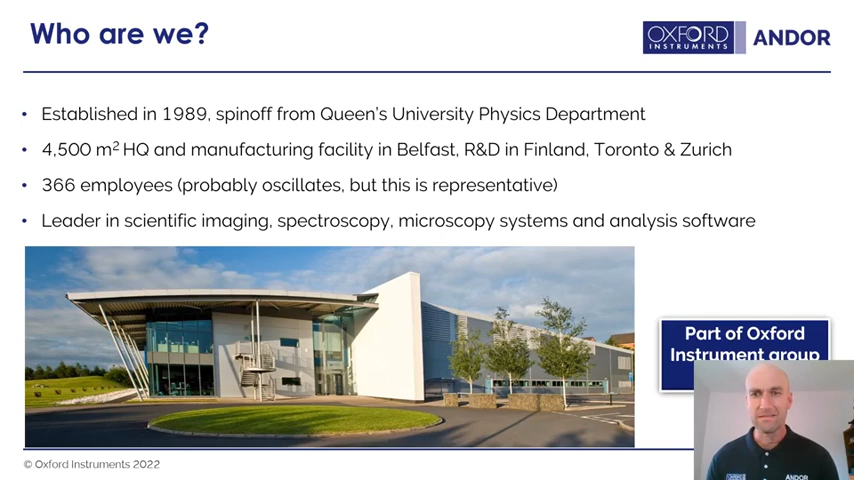 Who are we?
OXFORD
INSTRUMENTS
ANDOR
• Established in 1989, spinoff from Queen's University Physics Department
• 4,500 m² HQ and manufacturing facility in Belfast, R&D in Finland, Toronto & Zurich
• 366 employees (probably oscillates, but this is representative)
• Leader in scientific imaging, spectroscopy, microscopy systems and analysis software
Part of Oxford
Instrument group
© Oxford Instruments 2022
ANDOR